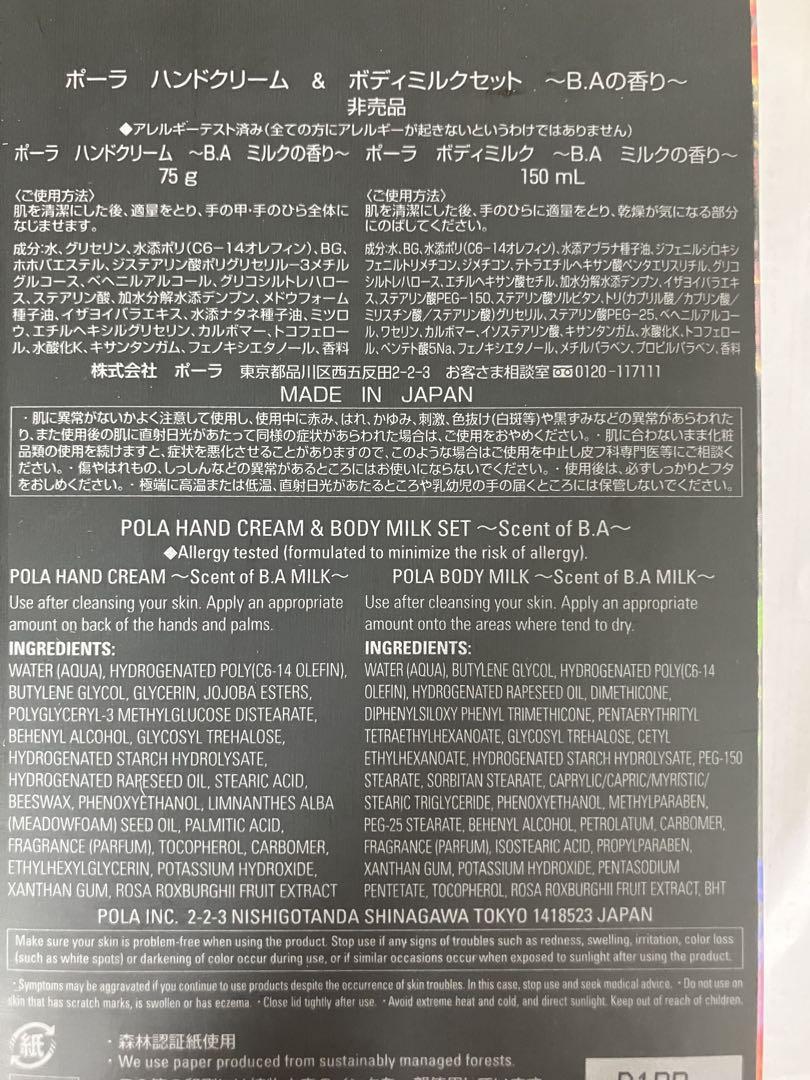 ポーラ ハンドクリーム & ボディミルクセット 〜B.Aの香り〜
非売品
◆アレルギーテスト済み(全ての方にアレルギーが起きないというわけではありません)
ポーラ ハンドクリーム 〜B.A ミルクの香り〜
75 g
〈ご使用方法〉
肌を清潔にした後、適量をとり、手の甲・手のひら全体に
なじませます。
成分:水、グリセリン、水添ポリ(C6-14オレフィン)、BG、
ホホバエステル、ジステアリン酸ポリグリセリル-3メチル
グルコース、ベヘニルアルコール、グリコシルトレハロー
ス、ステアリン酸、加水分解水添デンプン、メドウフォーム
種子油、イザヨイバラエキス、水添ナタネ種子油、ミツロ
ウ、エチルヘキシルグリセリン、カルボマー、トコフェロー
ル、水酸化K、キサンタンガム、フェノキシエタノール、香料
ポーラ ボディミルク 〜B.A ミルクの香り〜
150 mL
〈ご使用方法〉
肌を清潔にした後、手のひらに適量をとり、乾燥が気になる部分
にのばしてください。
成分:水、BG、水添ポリ(C6-14オレフィン)、水添アブラナ種子油、ジフェニルシロキシ
フェニルトリメチコン、ジメチコン、テトラエチルヘキサン酸ペンタエリスリチル、グリコ
シルトレハロース、エチルヘキサン酸セチル、加水分解水添デンプン、イザヨイバラエキ
ス、ステアリン酸PEG-150、ステアリン酸ソルビタン、トリ(カプリル酸/カプリン酸/
ミリスチン酸/ステアリン酸)グリセリル、ステアリン酸PEG-25、ベヘニルアルコー
ル、ワセリン、カルボマー、イソステアリン酸、キサンタンガム、水酸化K、トコフェロー
ル、ペンテト酸5Na、フェノキシエタノール、メチルパラベン、プロピルパラベン、香料
株式会社 ポーラ 東京都品川区西五反田2-2-3 お客さま相談室 0120-117111
MADE IN JAPAN
・肌に異常がないかよく注意して使用し、使用中に赤み、はれ、かゆみ、刺激、色抜け(白斑等)や黒ずみなどの異常があらわれた
り、また使用後の肌に直射日光があたって同様の症状があらわれた場合は、ご使用をおやめください。・肌に合わないまま化粧
品類の使用を続けますと、症状を悪化させることがありますので、このような場合はご使用を中止し皮フ科専門医等にご相談く
ださい。・傷やはれもの、しっしんなどの異常があるところにはお使いにならないでください。・使用後は、必ずしっかりとフタ
をおしめください。・極端に高温または低温、直射日光があたるところや乳幼児の手の届くところには保管しないでください。
POLA HAND CREAM & BODY MILK SET 〜Scent of B.A〜
◆Allergy tested (formulated to minimize the risk of allergy).
POLA HAND CREAM 〜Scent of B.A MILK〜
Use after cleansing your skin. Apply an appropriate
amount on back of the hands and palms.
INGREDIENTS:
WATER (AQUA), HYDROGENATED POLY(C6-14 OLEFIN),
BUTYLENE GLYCOL, GLYCERIN, JOJOBA ESTERS,
POLYGLYCERYL-3 METHYLGLUCOSE DISTEARATE,
BEHENYL ALCOHOL, GLYCOSYL TREHALOSE,
HYDROGENATED STARCH HYDROLYSATE,
HYDROGENATED RAPESEED OIL, STEARIC ACID,
BEESWAX, PHENOXYETHANOL, LIMNANTHES ALBA
(MEADOWFOAM) SEED OIL, PALMITIC ACID,
FRAGRANCE (PARFUM), TOCOPHEROL, CARBOMER,
ETHYLHEXYLGLYCERIN, POTASSIUM HYDROXIDE,
XANTHAN GUM, ROSA ROXBURGHII FRUIT EXTRACT
POLA BODY MILK 〜Scent of B.A MILK〜
Use after cleansing your skin. Apply an appropriate
amount onto the areas where tend to dry.
INGREDIENTS:
WATER (AQUA), BUTYLENE GLYCOL, HYDROGENATED POLY(C6-14
OLEFIN), HYDROGENATED RAPESEED OIL, DIMETHICONE,
DIPHENYLSILOXY PHENYL TRIMETHICONE, PENTAERYTHRITYL
TETRAETHYLHEXANOATE, GLYCOSYL TREHALOSE, CETYL
ETHYLHEXANOATE, HYDROGENATED STARCH HYDROLYSATE, PEG-150
STEARATE, SORBITAN STEARATE, CAPRYLIC/CAPRIC/MYRISTIC/
STEARIC TRIGLYCERIDE, PHENOXYETHANOL, METHYLPARABEN,
PEG-25 STEARATE, BEHENYL ALCOHOL, PETROLATUM, CARBOMER,
FRAGRANCE (PARFUM), ISOSTEARIC ACID, PROPYLPARABEN,
XANTHAN GUM, POTASSIUM HYDROXIDE, PENTASODIUM
PENTETATE, TOCOPHEROL, ROSA ROXBURGHII FRUIT EXTRACT, BHT
POLA INC. 2-2-3 NISHIGOTANDA SHINAGAWA TOKYO 1418523 JAPAN
Make sure your skin is problem-free when using the product. Stop use if any signs of troubles such as redness, swelling, irritation, color loss
(such as white spots) or darkening of color occur during use, or if similar occasions occur when exposed to sunlight after using the product.
・Symptoms may be aggravated if you continue to use products despite the occurrence of skin troubles. In this case, stop use and seek medical advice. ・Do not use on
skin that has scratch marks, is swollen or has eczema. ・Close lid tightly after use. ・Avoid extreme heat and cold, and direct sunlight. Keep out of reach of children.
紙
・森林認証紙使用
・We use paper produced from sustainably managed forests.